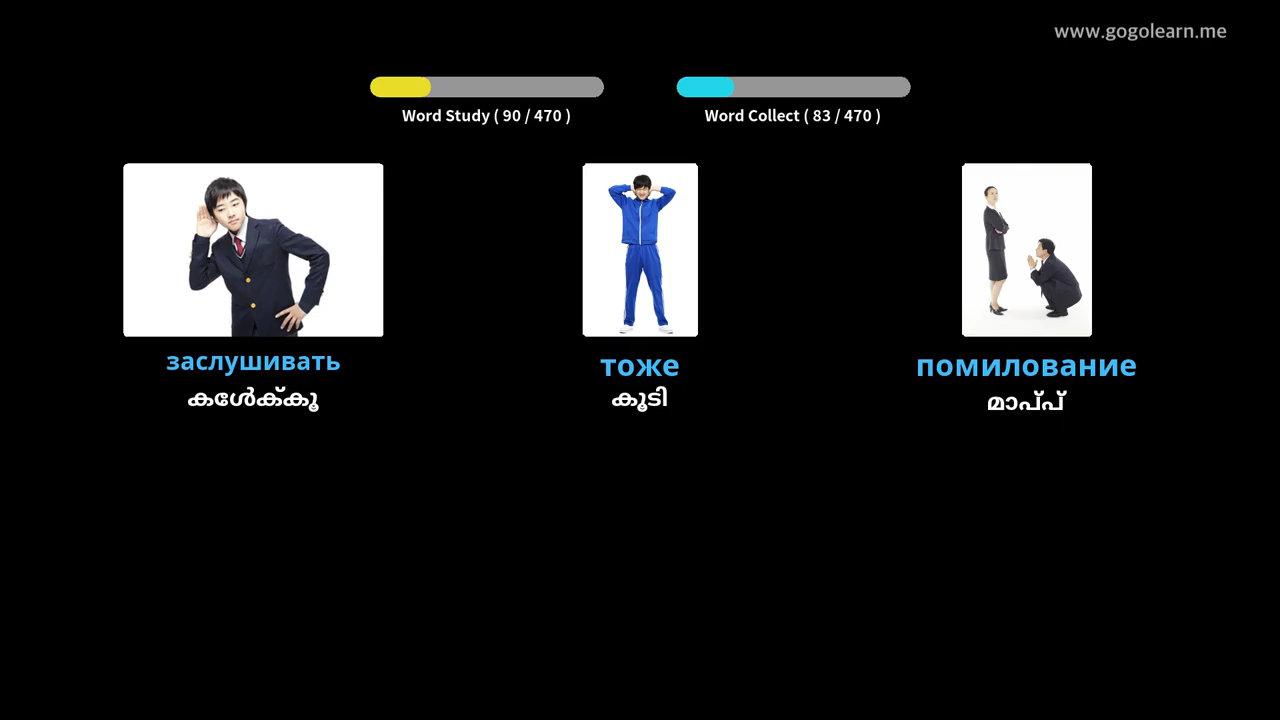 www.gogolearn.me
Word Study ( 90 / 470 )
Word Collect ( 83 / 470 )
заслушивать
കേൾക്കൂ
тоже
കൂടി
помилование
മാപ്പ്